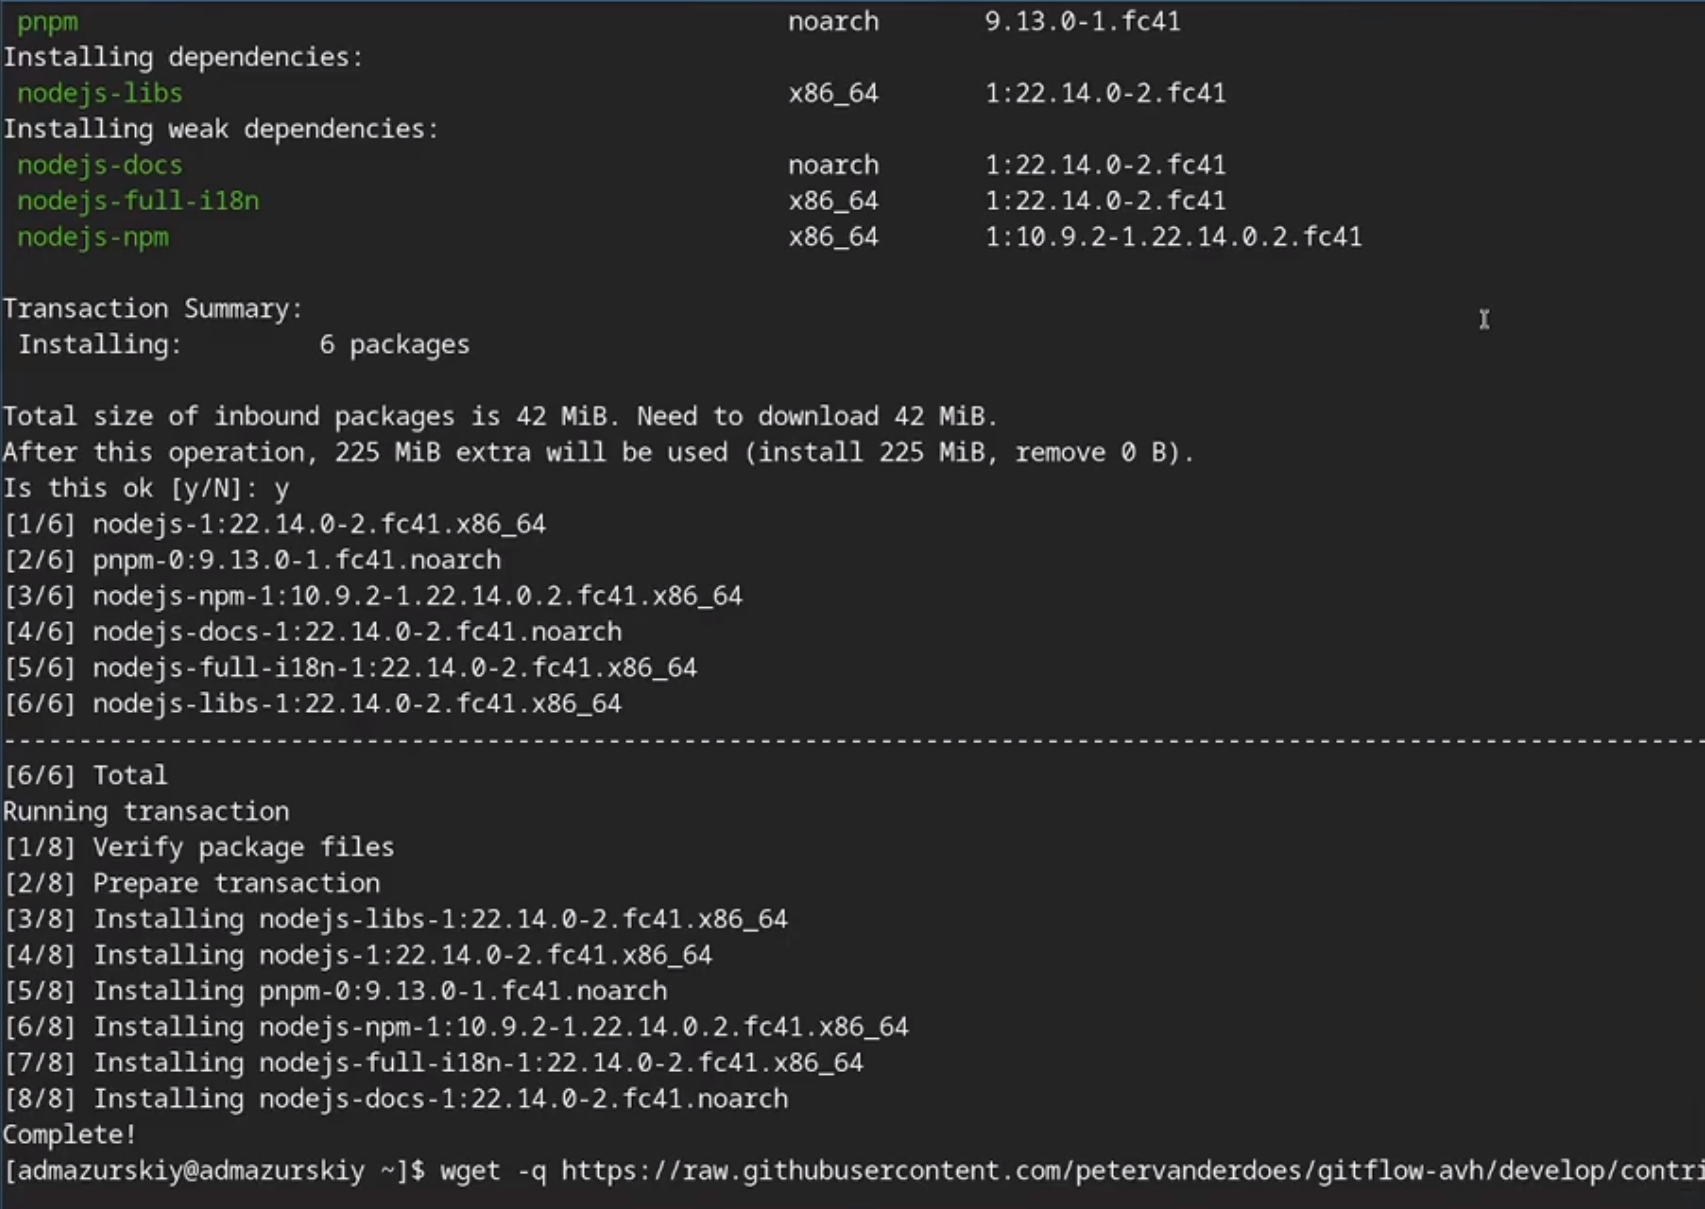 pnpm noarch 9.13.0-1.fc41
Installing dependencies:
nodejs-libs x86_64 1:22.14.0-2.fc41
Installing weak dependencies:
nodejs-docs noarch 1:22.14.0-2.fc41
nodejs-full-i18n x86_64 1:22.14.0-2.fc41
nodejs-npm x86_64 1:10.9.2-1.22.14.0.2.fc41
Transaction Summary:
Installing: 6 packages
Total size of inbound packages is 42 MiB. Need to download 42 MiB.
After this operation, 225 MiB extra will be used (install 225 MiB, remove 0 B).
Is this ok [y/N]: y
[1/6] nodejs-1:22.14.0-2.fc41.x86_64
[2/6] pnpm-0:9.13.0-1.fc41.noarch
[3/6] nodejs-npm-1:10.9.2-1.22.14.0.2.fc41.x86_64
[4/6] nodejs-docs-1:22.14.0-2.fc41.noarch
[5/6] nodejs-full-i18n-1:22.14.0-2.fc41.x86_64
[6/6] nodejs-libs-1:22.14.0-2.fc41.x86_64
--------------------------------------------------------------------------------------------------------------
[6/6] Total
Running transaction
[1/8] Verify package files
[2/8] Prepare transaction
[3/8] Installing nodejs-libs-1:22.14.0-2.fc41.x86_64
[4/8] Installing nodejs-1:22.14.0-2.fc41.x86_64
[5/8] Installing pnpm-0:9.13.0-1.fc41.noarch
[6/8] Installing nodejs-npm-1:10.9.2-1.22.14.0.2.fc41.x86_64
[7/8] Installing nodejs-full-i18n-1:22.14.0-2.fc41.x86_64
[8/8] Installing nodejs-docs-1:22.14.0-2.fc41.noarch
Complete!
[admazurskiy@admazurskiy ~]$ wget -q https://raw.githubusercontent.com/petervanderdoes/gitflow-avh/develop/contri